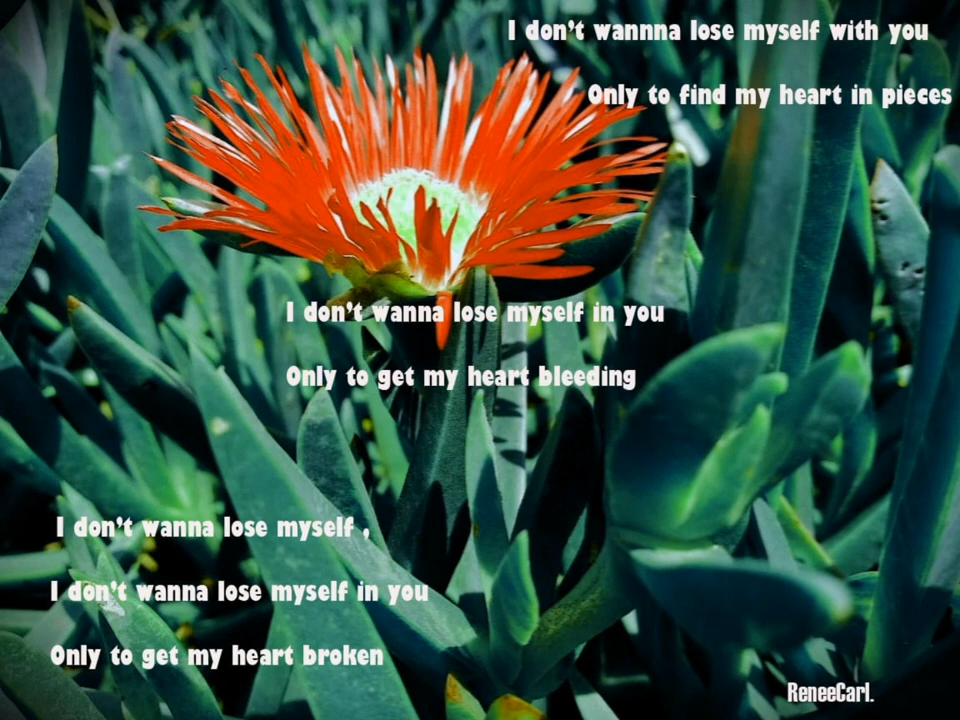 I don't wannna lose myself with you
Only to find my heart in pieces
I don't wanna lose myself in you
Only to get my heart bleeding
I don't wanna lose myself ,
I don't wanna lose myself in you
Only to get my heart broken
ReneeCarl.